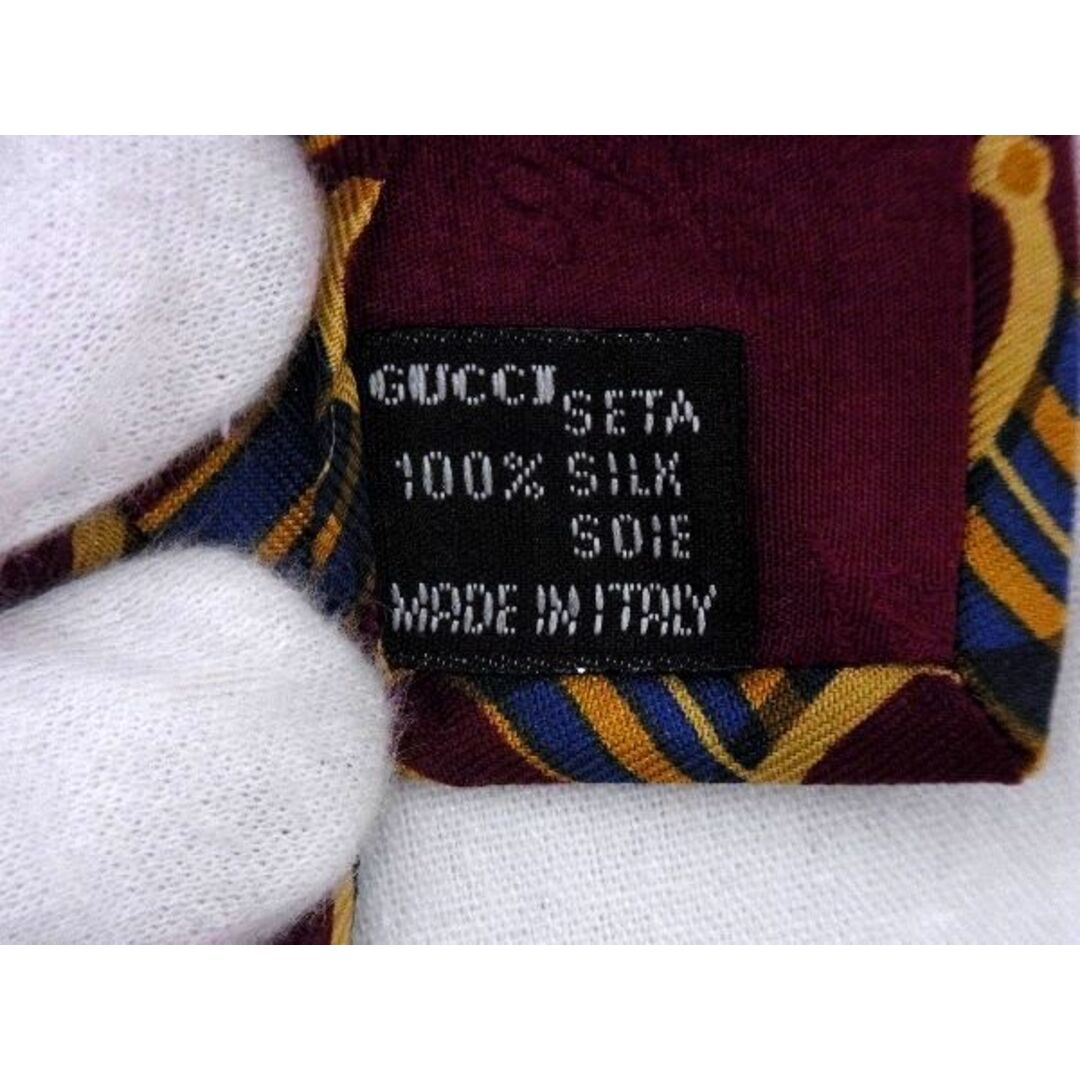 GUCCI
SETA
100% SILK
SOIE
MADE IN ITALY